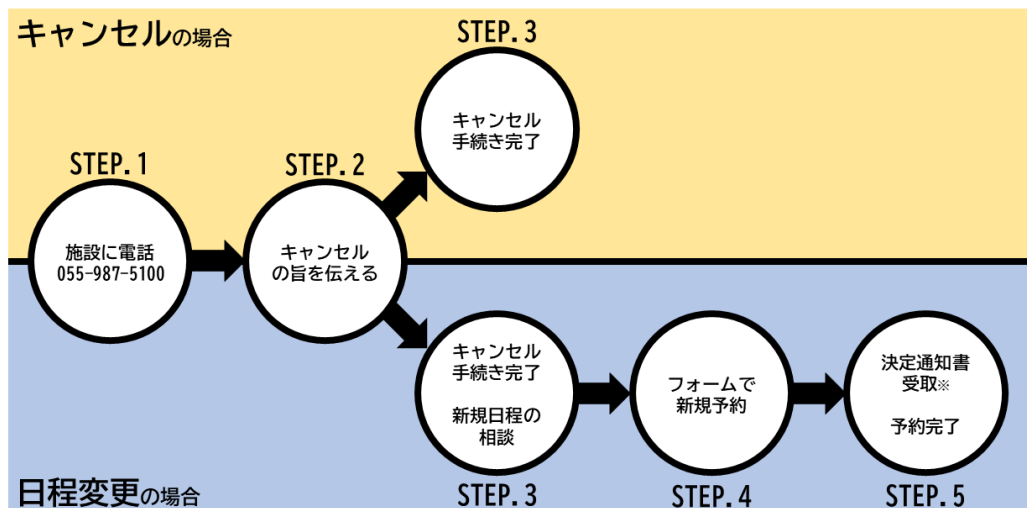 キャンセルの場合
STEP.1
施設に電話
055-987-5100
STEP.2
キャンセル
の旨を伝える
STEP.3
キャンセル
手続き完了
日程変更の場合
キャンセル
手続き完了
新規日程の
相談
STEP.3
フォームで
新規予約
STEP.4
決定通知書
受取※
予約完了
STEP.5